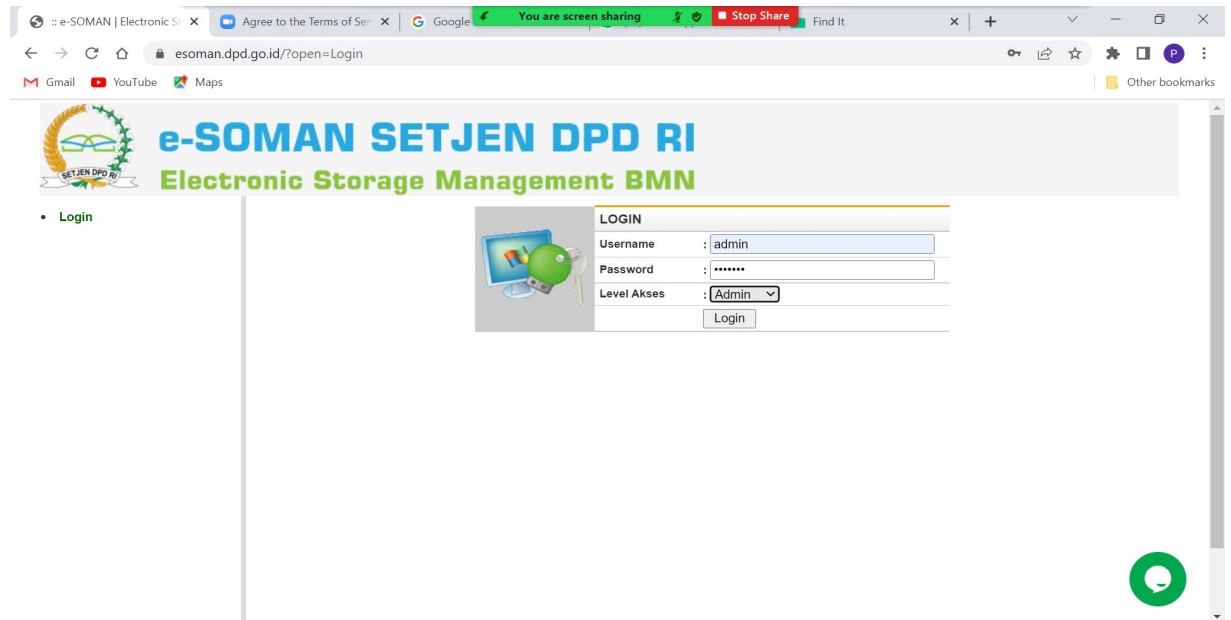 :: e-SOMAN | Electronic St
Agree to the Terms of Ser
Google
You are screen sharing
Stop Share
Find It
esoman.dpd.go.id/?open=Login
P
Gmail
YouTube
Maps
Other bookmarks
SETJEN DPD RI
e-SOMAN SETJEN DPD RI
Electronic Storage Management BMN
Login
LOGIN
Username : admin
Password : •••••••
Level Akses : Admin
Login